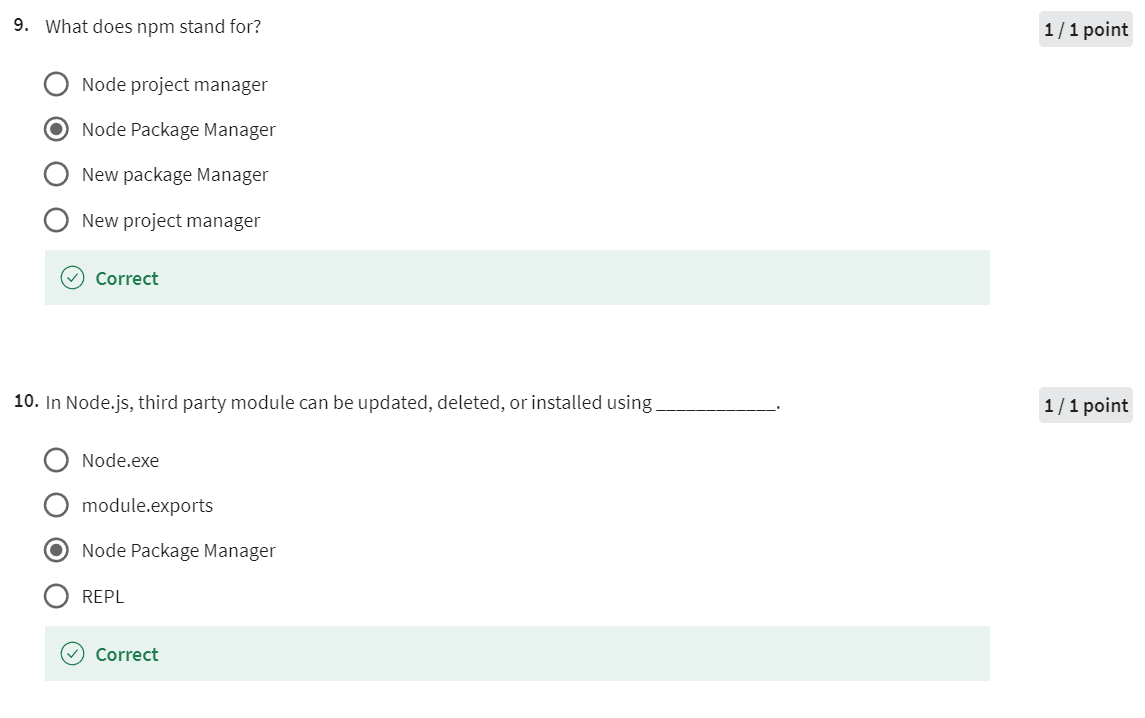 9. What does npm stand for?
1 / 1 point
Node project manager
Node Package Manager
New package Manager
New project manager
Correct
10. In Node.js, third party module can be updated, deleted, or installed using ____________.
1 / 1 point
Node.exe
module.exports
Node Package Manager
REPL
Correct